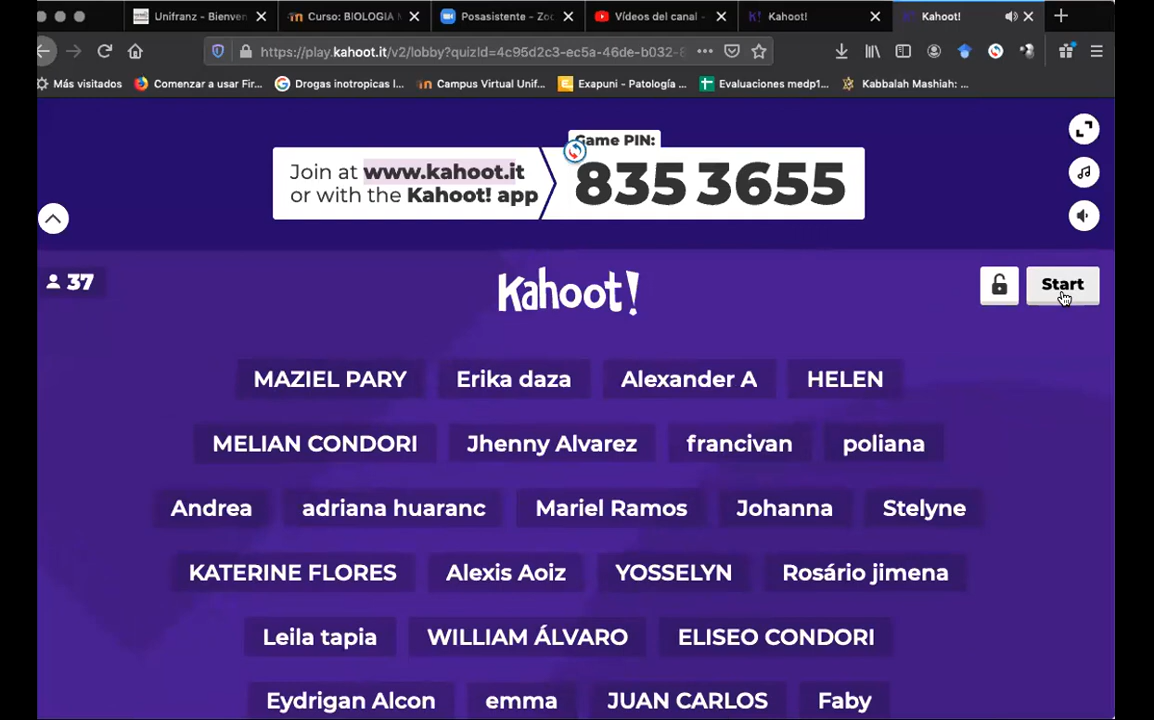 Unifranz - Bienven
Curso: BIOLOGIA M
Posasistente - Zoo
Vídeos del canal -
Kahoot!
Kahoot!
https://play.kahoot.it/v2/lobby?quizId=4c95d2c3-ec5a-46de-b032-8
Más visitados
Comenzar a usar Fir...
Drogas inotropicas l...
Campus Virtual Unif...
Exapuni - Patología ...
Evaluaciones medp1...
Kabbalah Mashiah: ...
Join at www.kahoot.it
or with the Kahoot! app
Game PIN:
835 3655
37
Kahoot!
Start
MAZIEL PARY Erika daza Alexander A HELEN
MELIAN CONDORI Jhenny Alvarez francivan poliana
Andrea adriana huaranc Mariel Ramos Johanna Stelyne
KATERINE FLORES Alexis Aoiz YOSSELYN Rosário jimena
Leila tapia WILLIAM ÁLVARO ELISEO CONDORI
Eydrigan Alcon emma JUAN CARLOS Faby